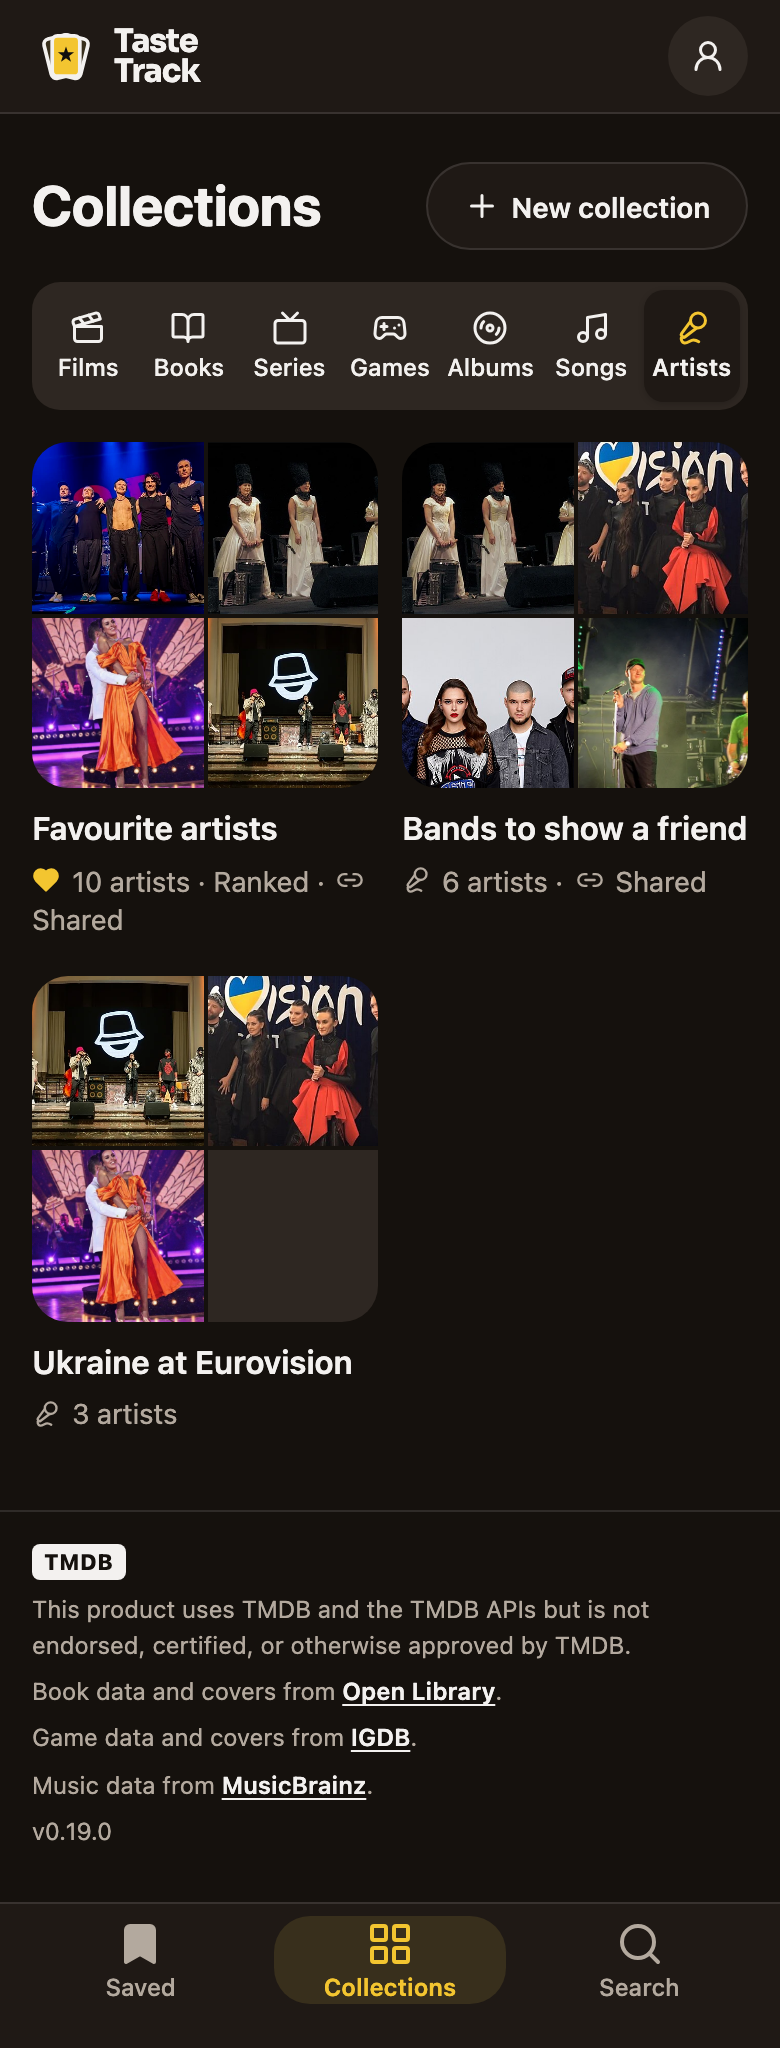 Taste
Track
Collections
New collection
Films
Books
Series
Games
Albums
Songs
Artists
Favourite artists
10 artists · Ranked ·
Shared
Bands to show a friend
6 artists · Shared
Ukraine at Eurovision
3 artists
TMDB
This product uses TMDB and the TMDB APIs but is not
endorsed, certified, or otherwise approved by TMDB.
Book data and covers from Open Library.
Game data and covers from IGDB.
Music data from MusicBrainz.
v0.19.0
Saved
Collections
Search